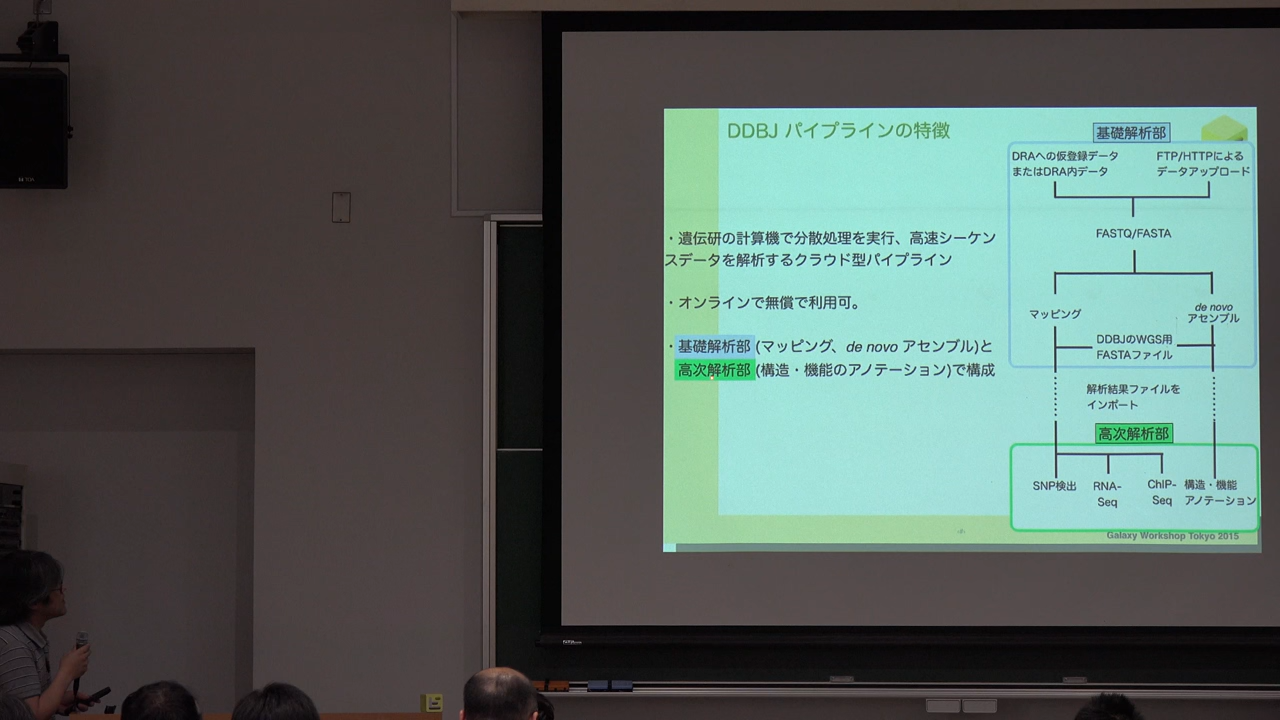 DDBJ パイプラインの特徴
・遺伝研の計算機で分散処理を実行、高速シーケン
スデータを解析するクラウド型パイプライン
・オンラインで無償で利用可。
・基礎解析部 (マッピング、de novo アセンブル)と
高次解析部 (構造・機能のアノテーション)で構成
基礎解析部
DRAへの仮登録データ
またはDRA内データ
FTP/HTTPによる
データアップロード
FASTQ/FASTA
マッピング
de novo
アセンブル
DDBJのWGS用
FASTAファイル
解析結果ファイルを
インポート
高次解析部
SNP検出
RNA-
Seq
ChIP-
Seq
構造・機能
アノテーション
Galaxy Workshop Tokyo 2015